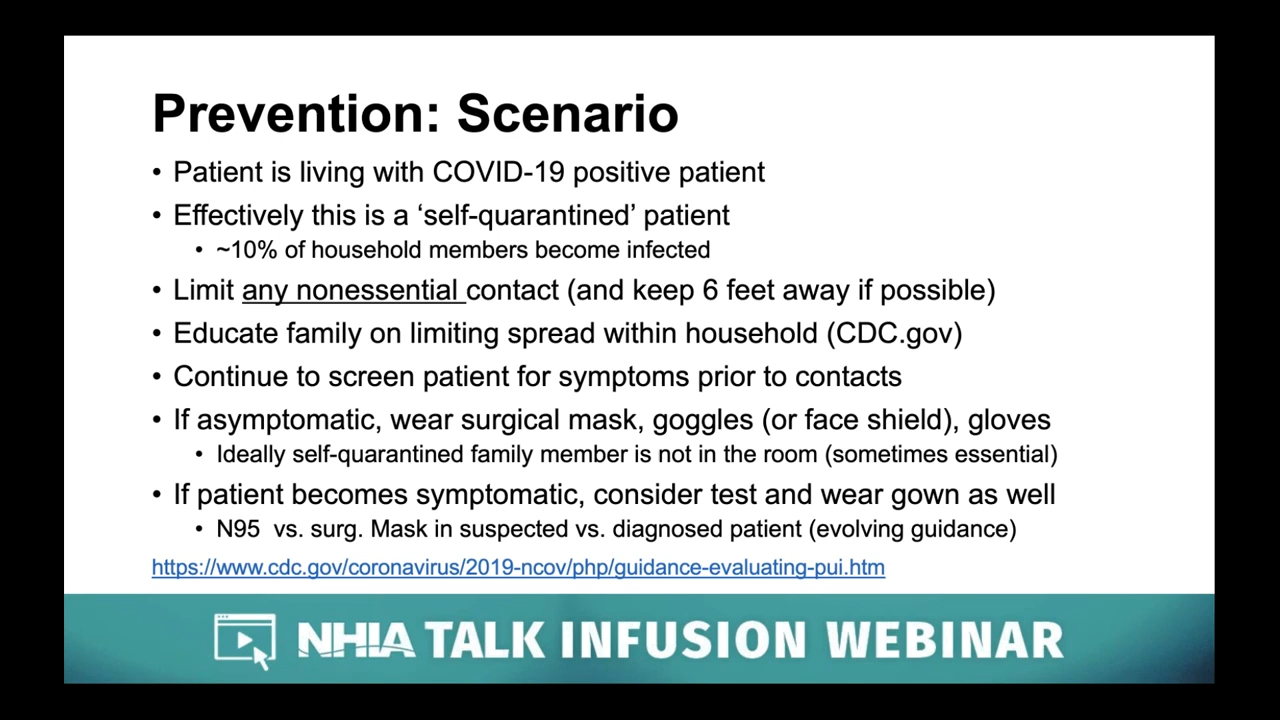 Prevention: Scenario
• Patient is living with COVID-19 positive patient
• Effectively this is a ‘self-quarantined’ patient
• ~10% of household members become infected
• Limit any nonessential contact (and keep 6 feet away if possible)
• Educate family on limiting spread within household (CDC.gov)
• Continue to screen patient for symptoms prior to contacts
• If asymptomatic, wear surgical mask, goggles (or face shield), gloves
• Ideally self-quarantined family member is not in the room (sometimes essential)
• If patient becomes symptomatic, consider test and wear gown as well
• N95  vs. surg. Mask in suspected vs. diagnosed patient (evolving guidance)
https://www.cdc.gov/coronavirus/2019-ncov/php/guidance-evaluating-pui.htm
NHIA TALK INFUSION WEBINAR